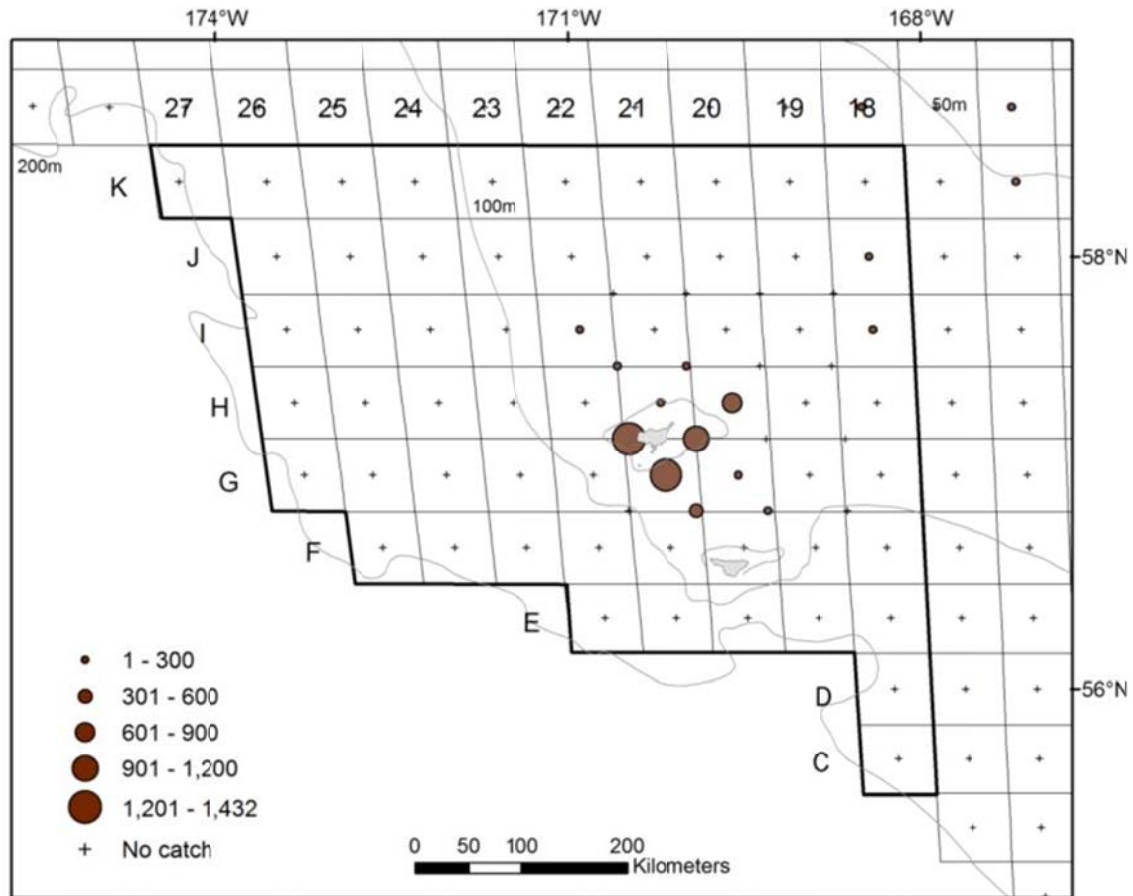 174°W 171°W 168°W
27 26 25 24 23 22 21 20 19 18 50m
200m
K
100m
J
58°N
I
H
G
F
E
1 - 300
301 - 600
56°N
D
601 - 900
C
901 - 1,200
1,201 - 1,432
No catch
0 50 100 200
Kilometers